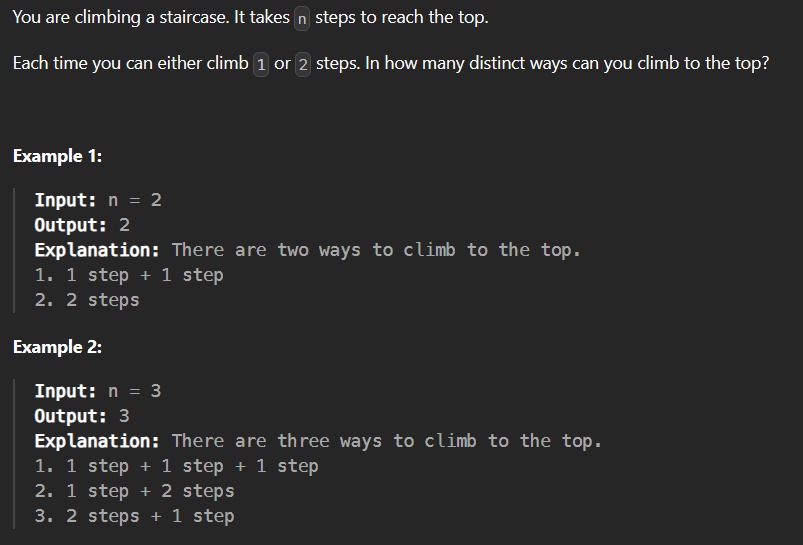 You are climbing a staircase. It takes n steps to reach the top.
Each time you can either climb 1 or 2 steps. In how many distinct ways can you climb to the top?
Example 1:
Input: n = 2
Output: 2
Explanation: There are two ways to climb to the top.
1. 1 step + 1 step
2. 2 steps
Example 2:
Input: n = 3
Output: 3
Explanation: There are three ways to climb to the top.
1. 1 step + 1 step + 1 step
2. 1 step + 2 steps
3. 2 steps + 1 step